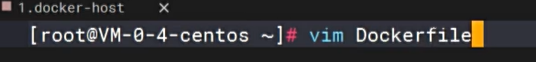 1.docker-host ×
[root@VM-0-4-centos ~]# vim Dockerfile